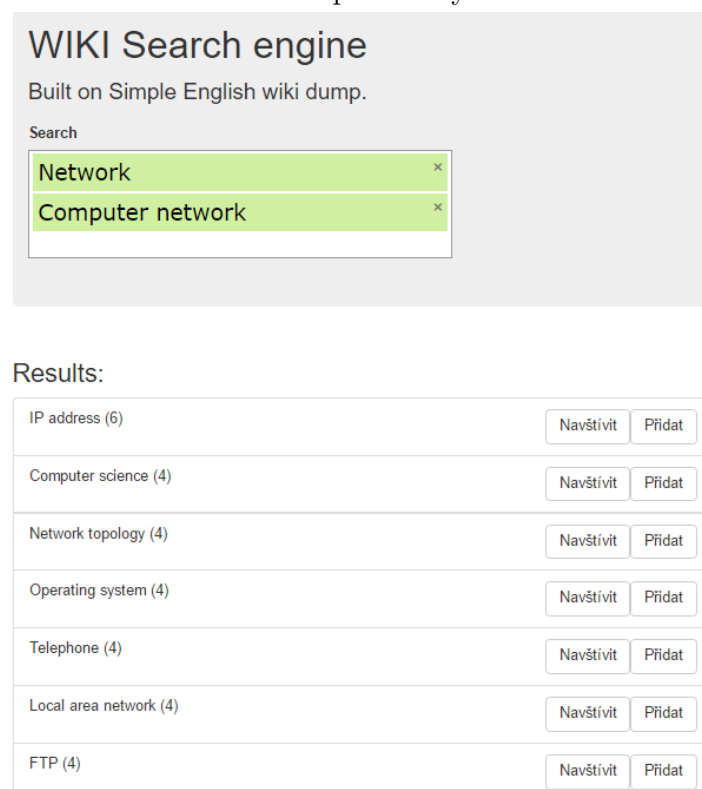 WIKI Search engine
Built on Simple English wiki dump.
Search
Network ×
Computer network ×
Results:
IP address (6) Navštívit Přidat
Computer science (4) Navštívit Přidat
Network topology (4) Navštívit Přidat
Operating system (4) Navštívit Přidat
Telephone (4) Navštívit Přidat
Local area network (4) Navštívit Přidat
FTP (4) Navštívit Přidat